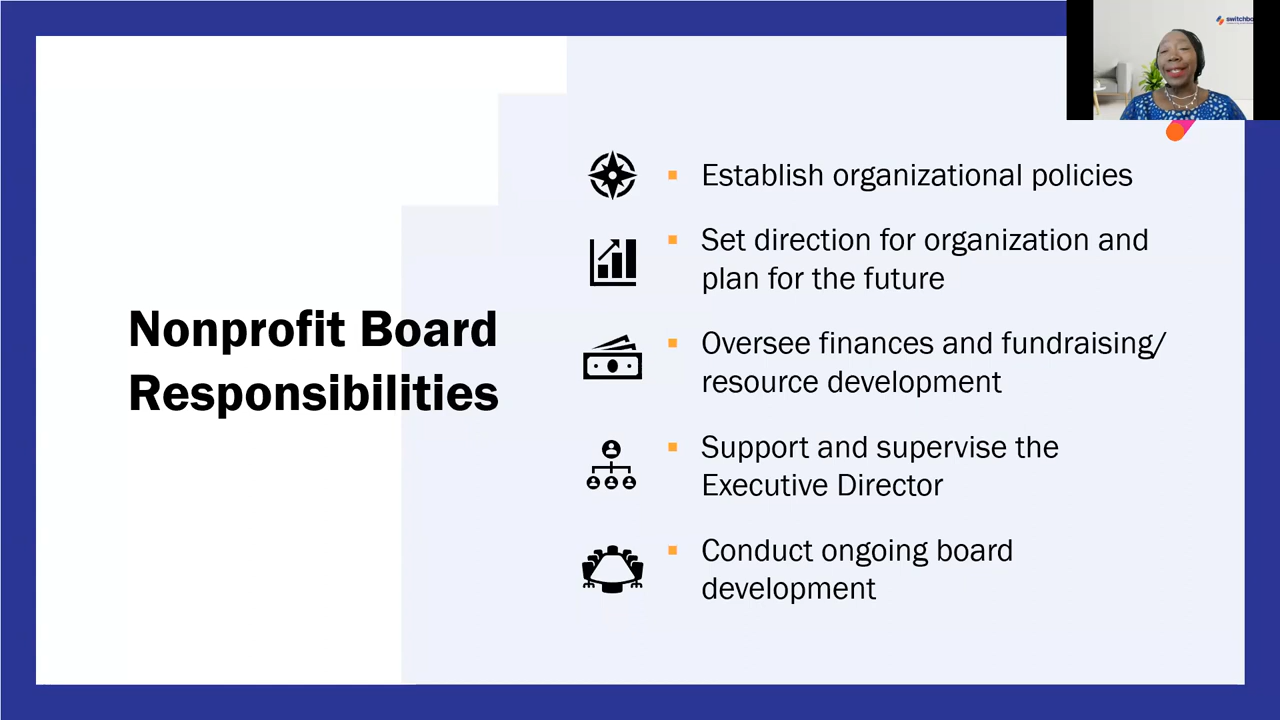 Nonprofit Board
Responsibilities
Establish organizational policies
Set direction for organization and
plan for the future
Oversee finances and fundraising/
resource development
Support and supervise the
Executive Director
Conduct ongoing board
development